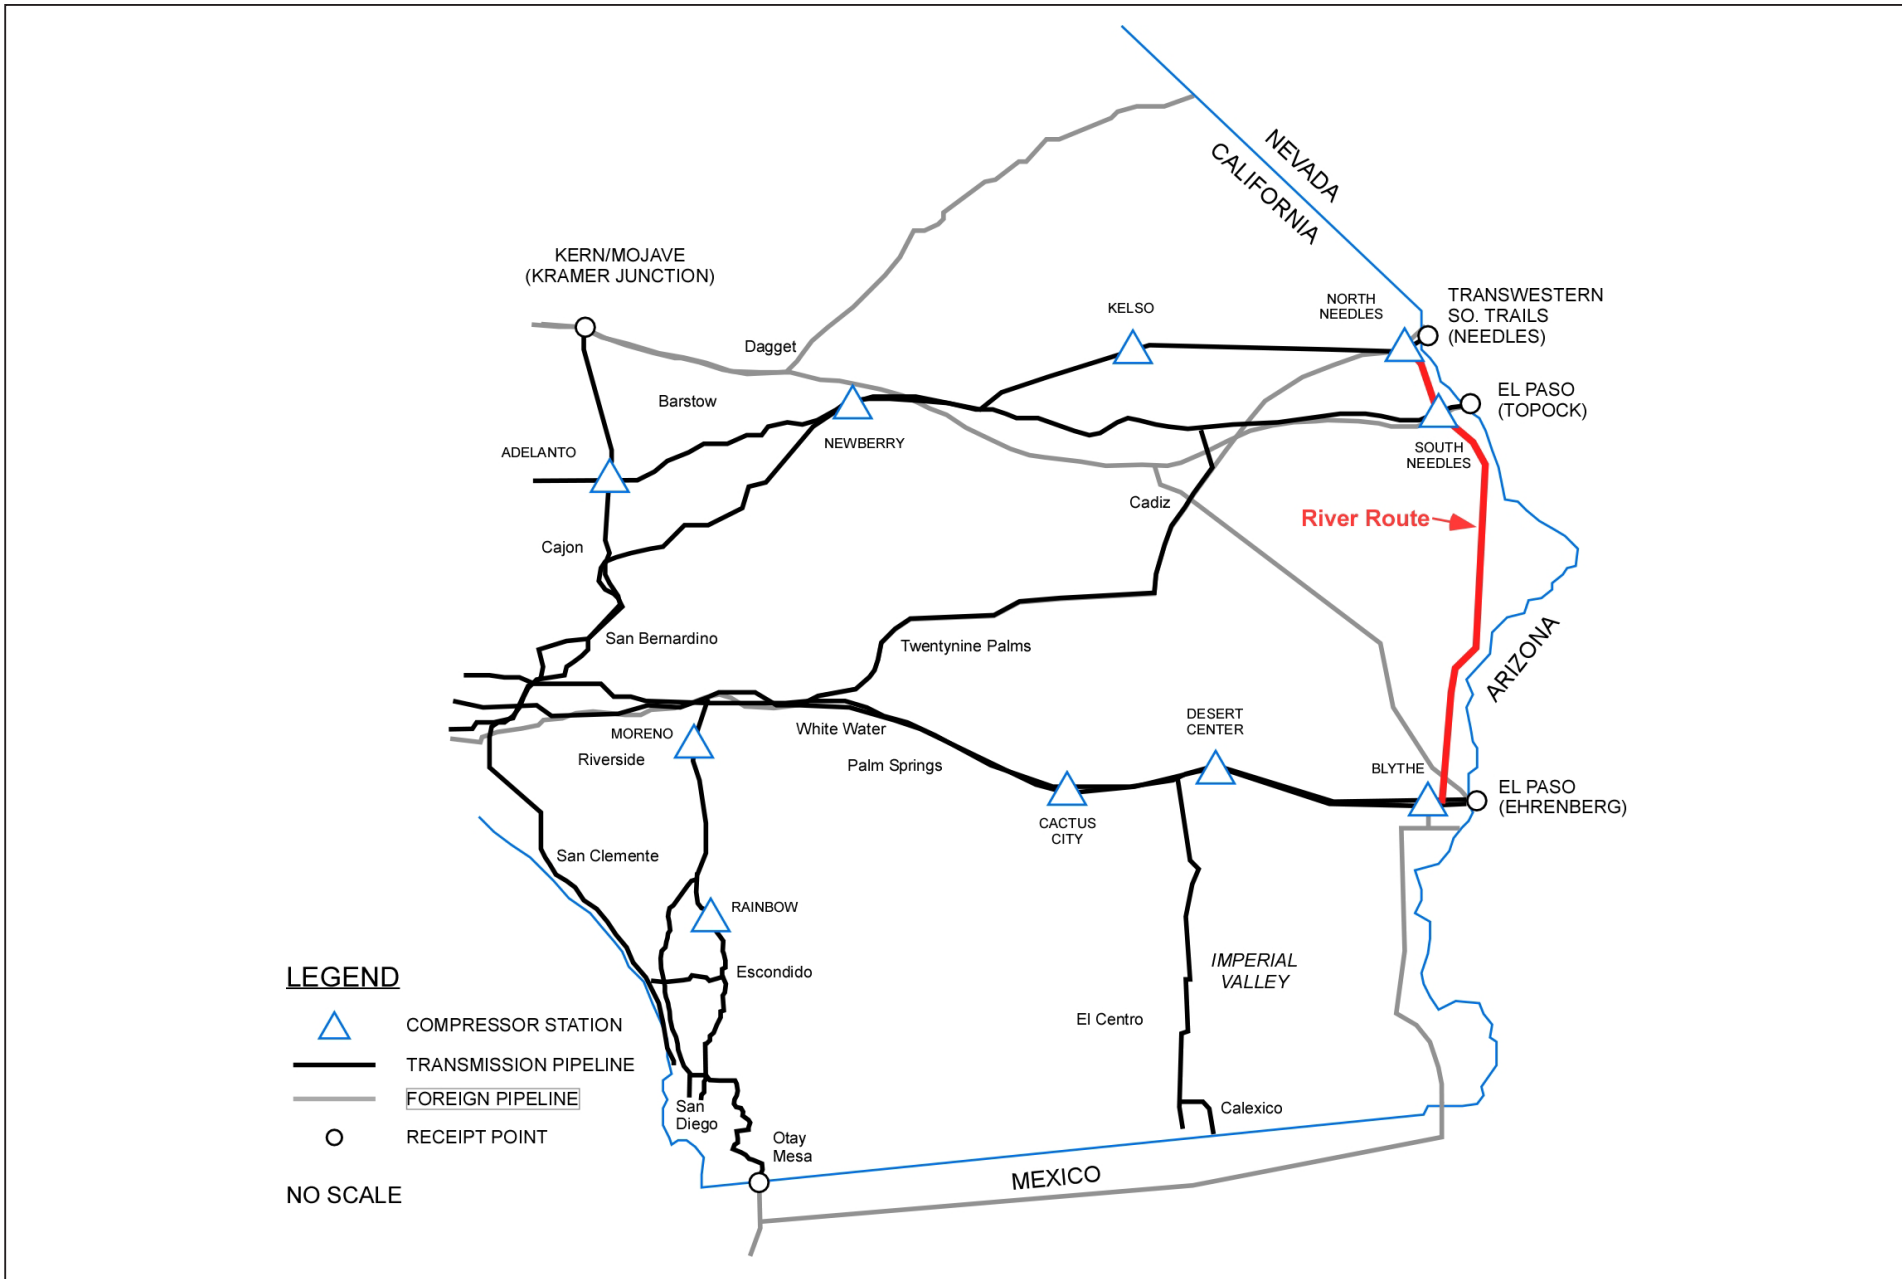 NEVADA
CALIFORNIA
KERN/MOJAVE
(KRAMER JUNCTION)
KELSO
NORTH
NEEDLES
TRANSWESTERN
SO. TRAILS
(NEEDLES)
Dagget
Barstow
EL PASO
(TOPOCK)
NEWBERRY
ADELANTO
SOUTH
NEEDLES
Cadiz
River Route
Cajon
San Bernardino
Twentynine Palms
ARIZONA
MORENO
Riverside
White Water
Palm Springs
DESERT
CENTER
BLYTHE
EL PASO
(EHRENBERG)
CACTUS
CITY
San Clemente
RAINBOW
Escondido
IMPERIAL
VALLEY
El Centro
Calexico
San
Diego
Otay
Mesa
MEXICO
LEGEND
COMPRESSOR STATION
TRANSMISSION PIPELINE
FOREIGN PIPELINE
RECEIPT POINT
NO SCALE